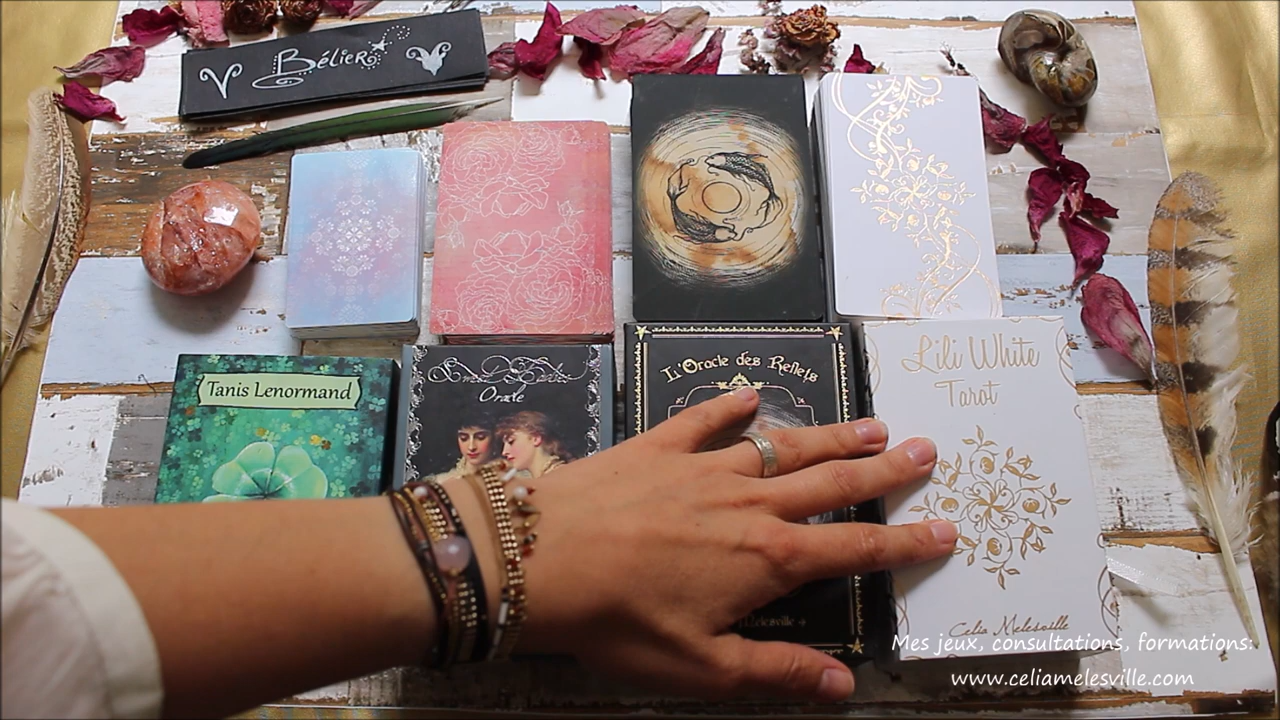 Bélier
Tanis Lenormand
Oracle
L'Oracle des Reflets
Lili White
Tarot
Melesville
Celia Melesville
Mes jeux, consultations, formations:
www.celiamelesville.com